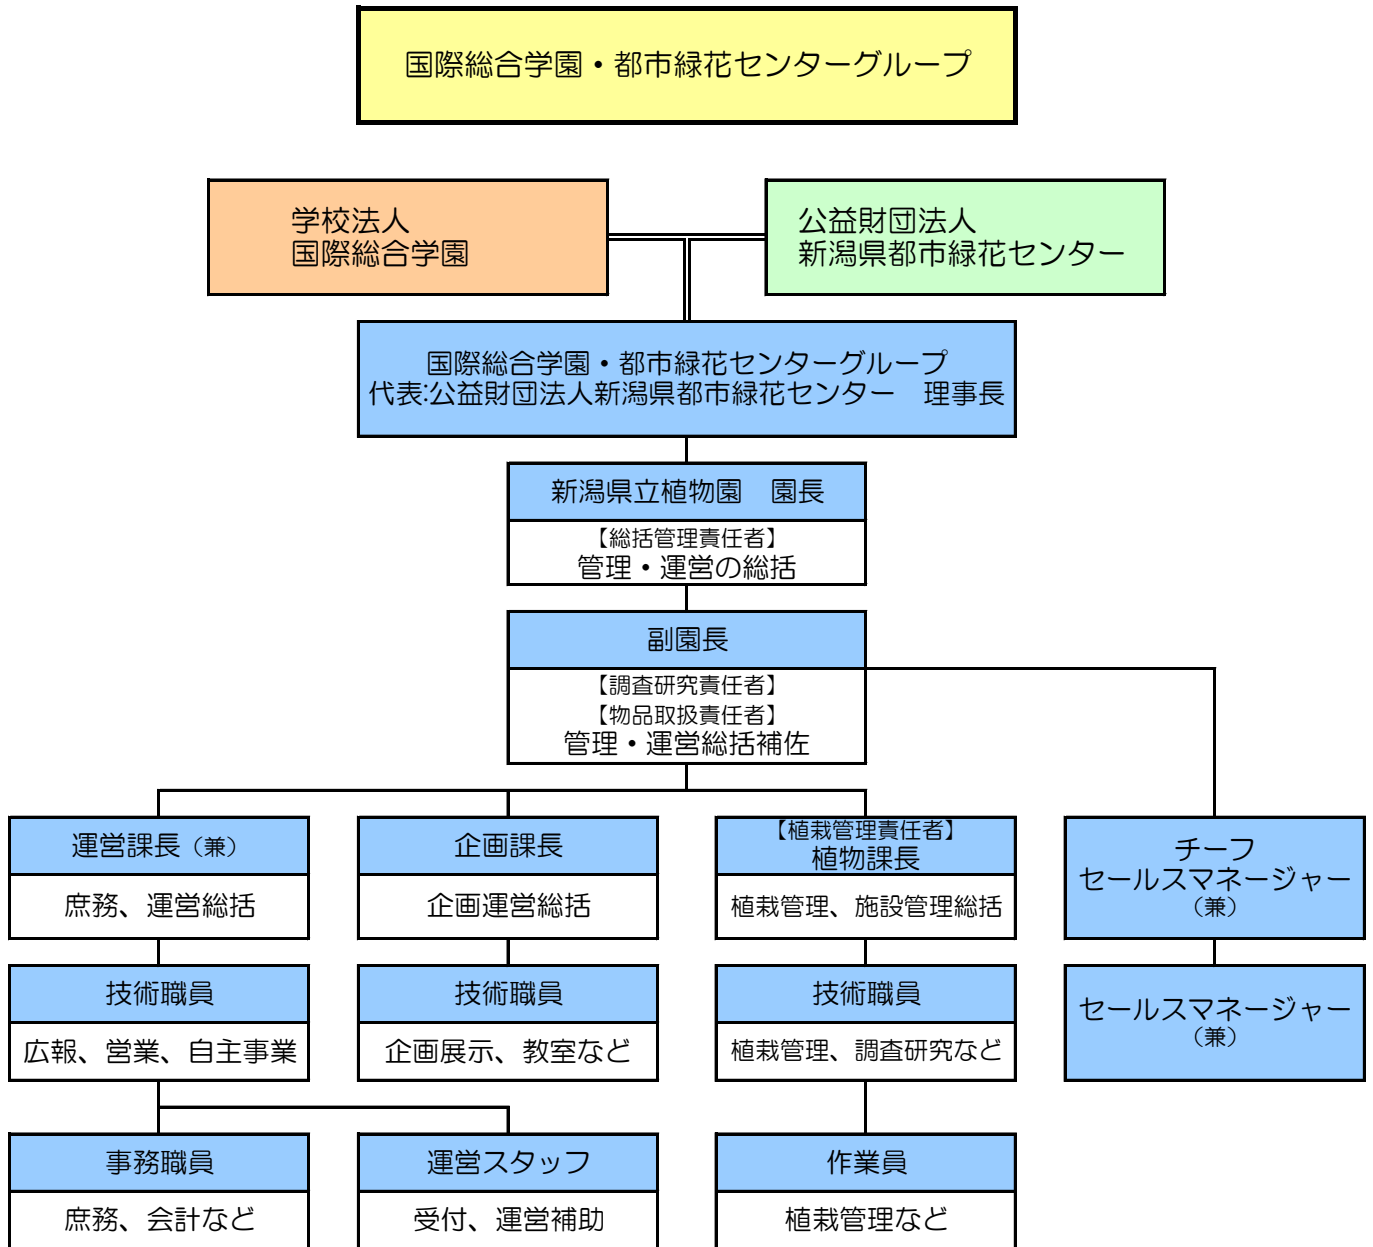 国際総合学園・都市緑花センターグループ
学校法人
国際総合学園
公益財団法人
新潟県都市緑花センター
国際総合学園・都市緑花センターグループ
代表:公益財団法人新潟県都市緑花センター　理事長
新潟県立植物園　園長
【総括管理責任者】
管理・運営の総括
副園長
【調査研究責任者】
【物品取扱責任者】
管理・運営総括補佐
運営課長（兼）
庶務、運営総括
企画課長
企画運営総括
【植栽管理責任者】
植物課長
植栽管理、施設管理総括
チーフ
セールスマネージャー
（兼）
技術職員
広報、営業、自主事業
技術職員
企画展示、教室など
技術職員
植栽管理、調査研究など
セールスマネージャー
（兼）
事務職員
庶務、会計など
運営スタッフ
受付、運営補助
作業員
植栽管理など